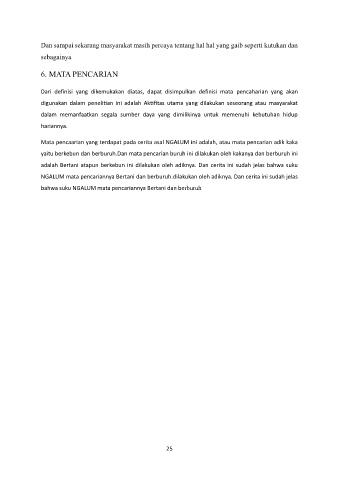 Dan sampai sekarang masyarakat masih percaya tentang hal hal yang gaib seperti kutukan dan
sebagainya
6. MATA PENCARIAN
Dari definisi yang dikemukakan diatas, dapat disimpulkan definisi mata pencaharian yang akan
digunakan dalam penelitian ini adalah Aktifitas utama yang dilakukan seseorang atau masyarakat
dalam memanfaatkan segala sumber daya yang dimilikinya untuk memenuhi kebutuhan hidup
hariannya.
Mata pencaarian yang terdapat pada cerita asal NGALUM ini adalah, atau mata pencarian adik kaka
yaitu berkebun dan berburuh.Dan mata pencarian buruh ini dilakukan oleh kakanya dan berburuh ini
adalah Bertani atapun berkebun ini dilakukan oleh adiknya. Dan cerita ini sudah jelas bahwa suku
NGALUM mata pencariannya Bertani dan berburuh.dilakukan oleh adiknya. Dan cerita ini sudah jelas
bahwa suku NGALUM mata pencariannya Bertani dan berburuh
25